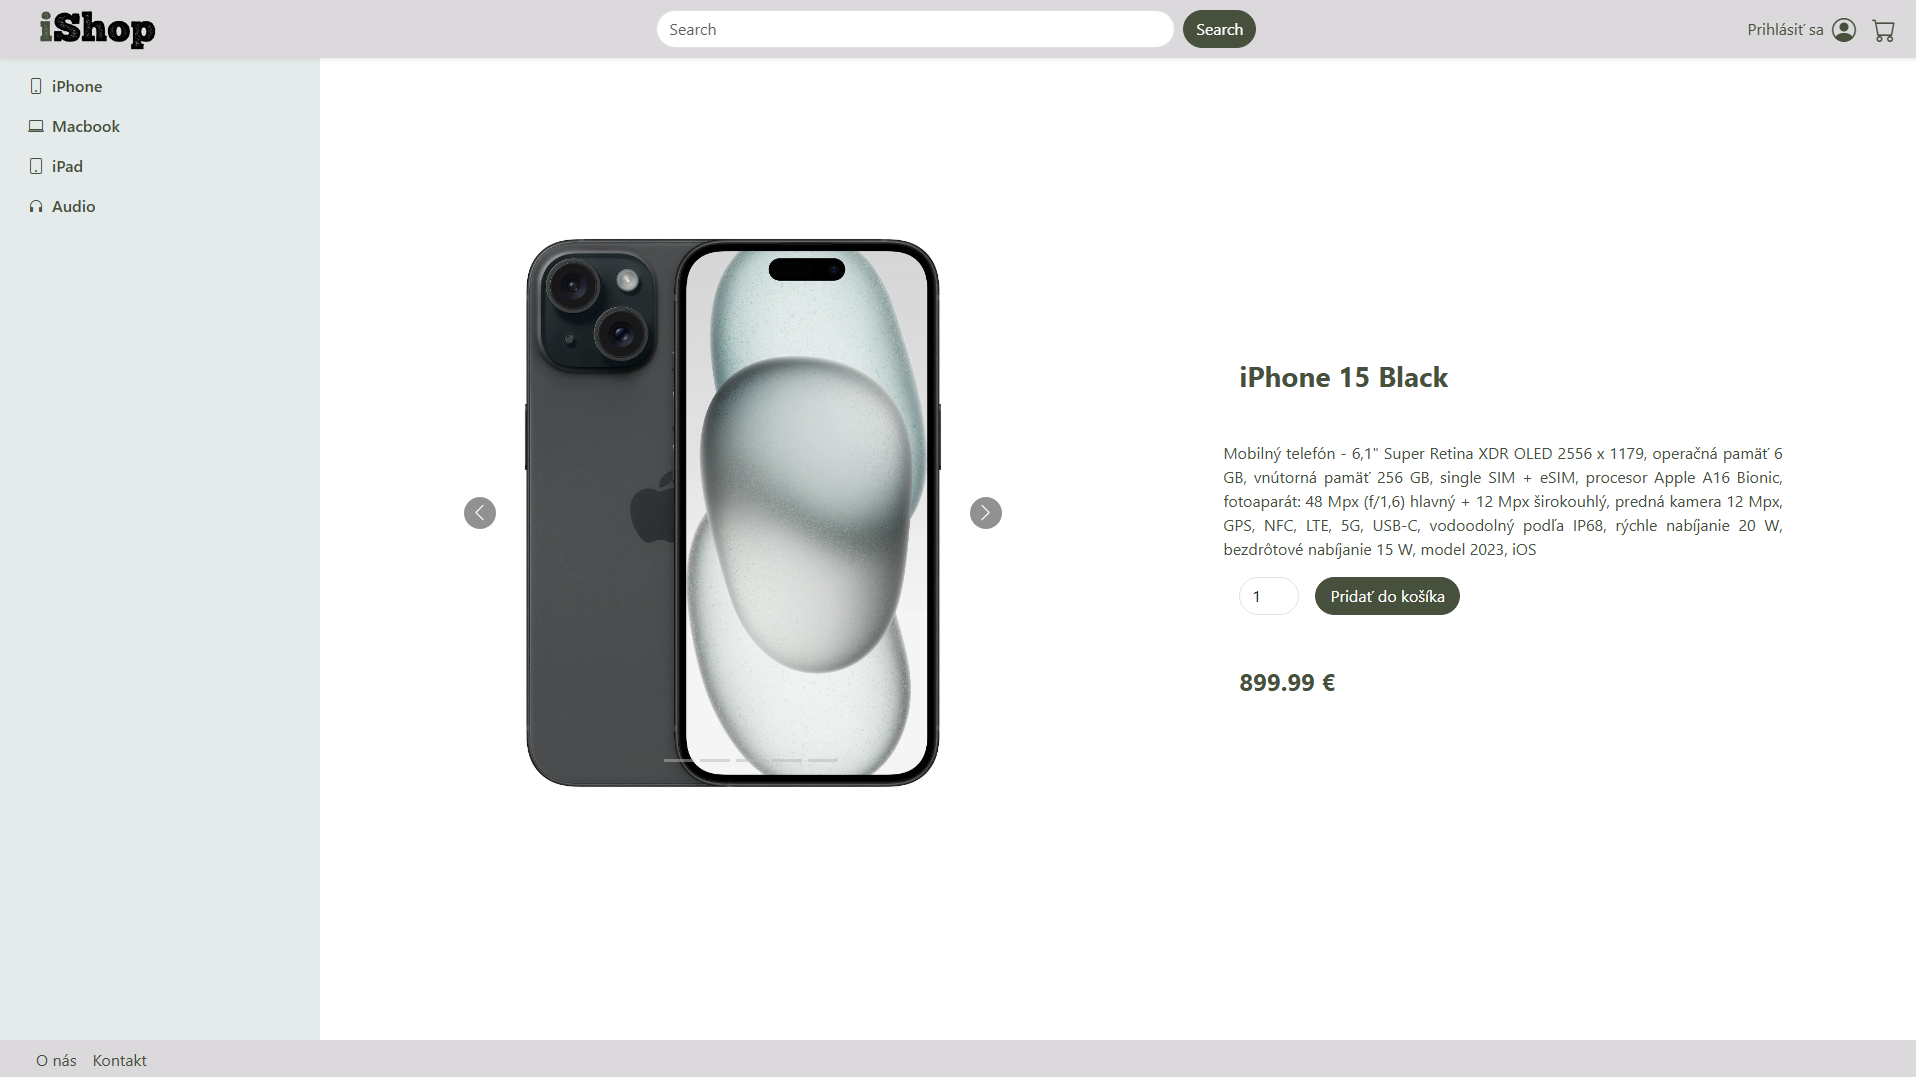 iShop
Search
Search
Prihlásiť sa
iPhone
Macbook
iPad
Audio
iPhone 15 Black
Mobilný telefón - 6,1" Super Retina XDR OLED 2556 x 1179, operačná pamäť 6
GB, vnútorná pamäť 256 GB, single SIM + eSIM, procesor Apple A16 Bionic,
fotoaparát: 48 Mpx (f/1,6) hlavný + 12 Mpx širokouhlý, predná kamera 12 Mpx,
GPS, NFC, LTE, 5G, USB-C, vodoodolný podľa IP68, rýchle nabíjanie 20 W,
bezdrôtové nabíjanie 15 W, model 2023, iOS
1
Pridať do košíka
899.99 €
O nás
Kontakt